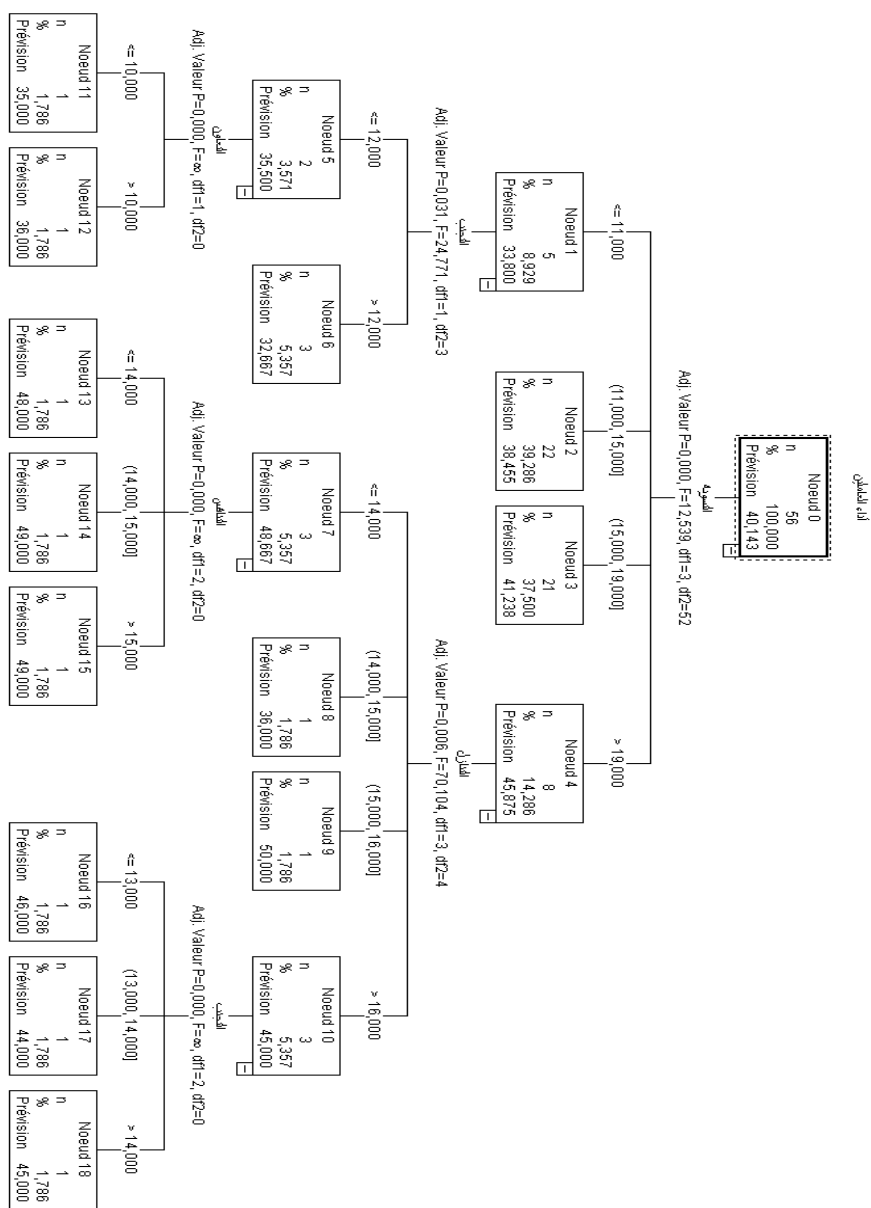 أداء العاملين
Noeud 0
n 56
% 100,000
Prévision 40,143
التسوية
Adj. Valeur P=0,000, F=12,539, df1=3, df2=52
<= 11,000
(11,000, 15,000]
(15,000, 19,000]
> 19,000
Noeud 1
n 5
% 8,929
Prévision 33,800
Noeud 2
n 22
% 39,286
Prévision 38,455
Noeud 3
n 21
% 37,500
Prévision 41,238
Noeud 4
n 8
% 14,286
Prévision 45,875
التجنب
Adj. Valeur P=0,031, F=24,771, df1=1, df2=3
التنازل
Adj. Valeur P=0,006, F=70,104, df1=3, df2=4
<= 12,000
> 12,000
<= 14,000
(14,000, 15,000]
(15,000, 16,000]
> 16,000
Noeud 5
n 2
% 3,571
Prévision 35,500
Noeud 6
n 3
% 5,357
Prévision 32,667
Noeud 7
n 3
% 5,357
Prévision 48,667
Noeud 8
n 1
% 1,786
Prévision 36,000
Noeud 9
n 1
% 1,786
Prévision 50,000
Noeud 10
n 3
% 5,357
Prévision 45,000
التعاون
Adj. Valeur P=0,000, F=∞, df1=1, df2=0
التنافس
Adj. Valeur P=0,000, F=∞, df1=2, df2=0
التجنب
Adj. Valeur P=0,000, F=∞, df1=2, df2=0
<= 10,000
> 10,000
<= 14,000
(14,000, 15,000]
> 15,000
<= 13,000
(13,000, 14,000]
> 14,000
Noeud 11
n 1
% 1,786
Prévision 35,000
Noeud 12
n 1
% 1,786
Prévision 36,000
Noeud 13
n 1
% 1,786
Prévision 48,000
Noeud 14
n 1
% 1,786
Prévision 49,000
Noeud 15
n 1
% 1,786
Prévision 49,000
Noeud 16
n 1
% 1,786
Prévision 46,000
Noeud 17
n 1
% 1,786
Prévision 44,000
Noeud 18
n 1
% 1,786
Prévision 45,000